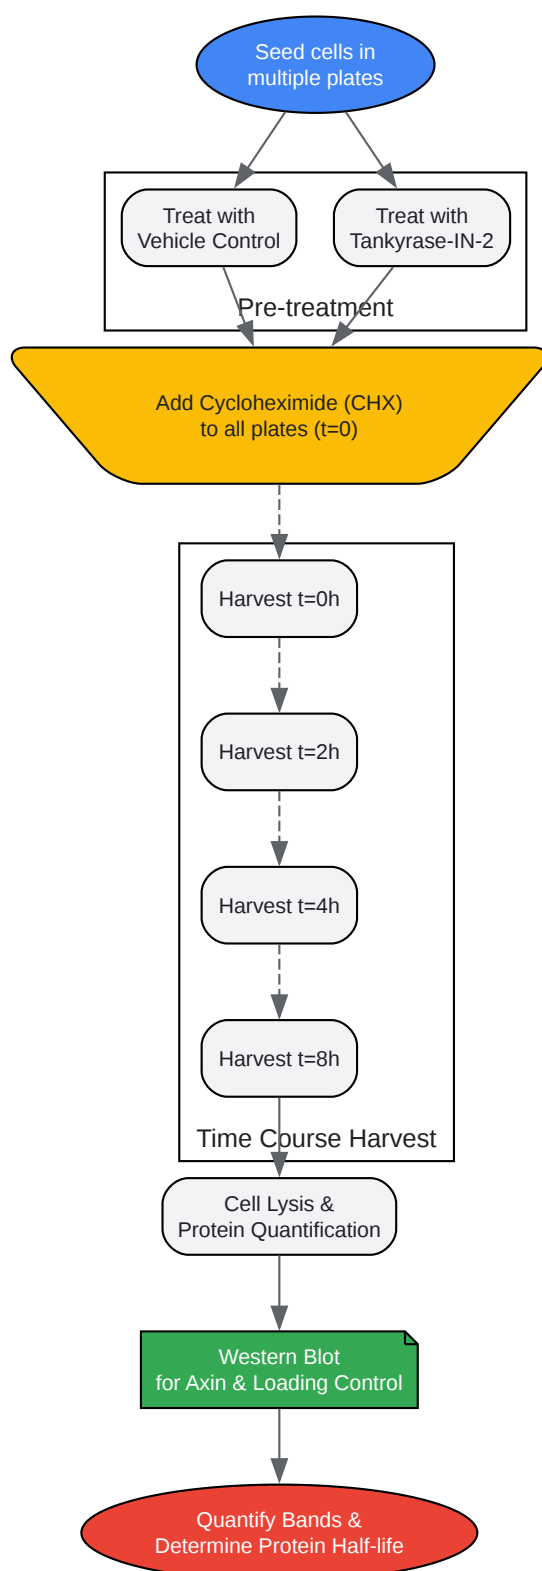 Seed cells in
multiple plates
Treat with
Vehicle Control
Treat with
Tankyrase-IN-2
Pre-treatment
Add Cycloheximide (CHX)
to all plates (t=0)
Harvest t=0h
Harvest t=2h
Harvest t=4h
Harvest t=8h
Time Course Harvest
Cell Lysis &
Protein Quantification
Western Blot
for Axin & Loading Control
Quantify Bands &
Determine Protein Half-life